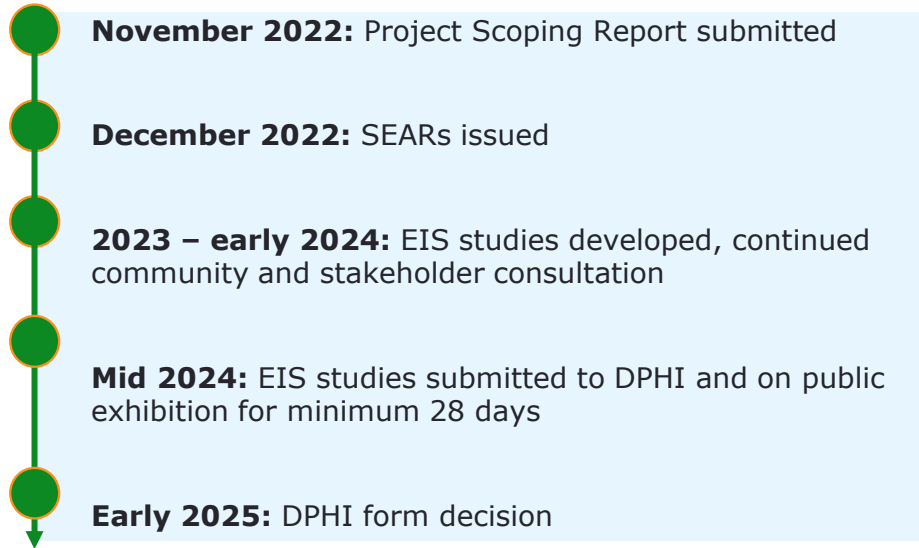 November 2022: Project Scoping Report submitted
December 2022: SEARs issued
2023 – early 2024: EIS studies developed, continued
community and stakeholder consultation
Mid 2024: EIS studies submitted to DPHI and on public
exhibition for minimum 28 days
Early 2025: DPHI form decision